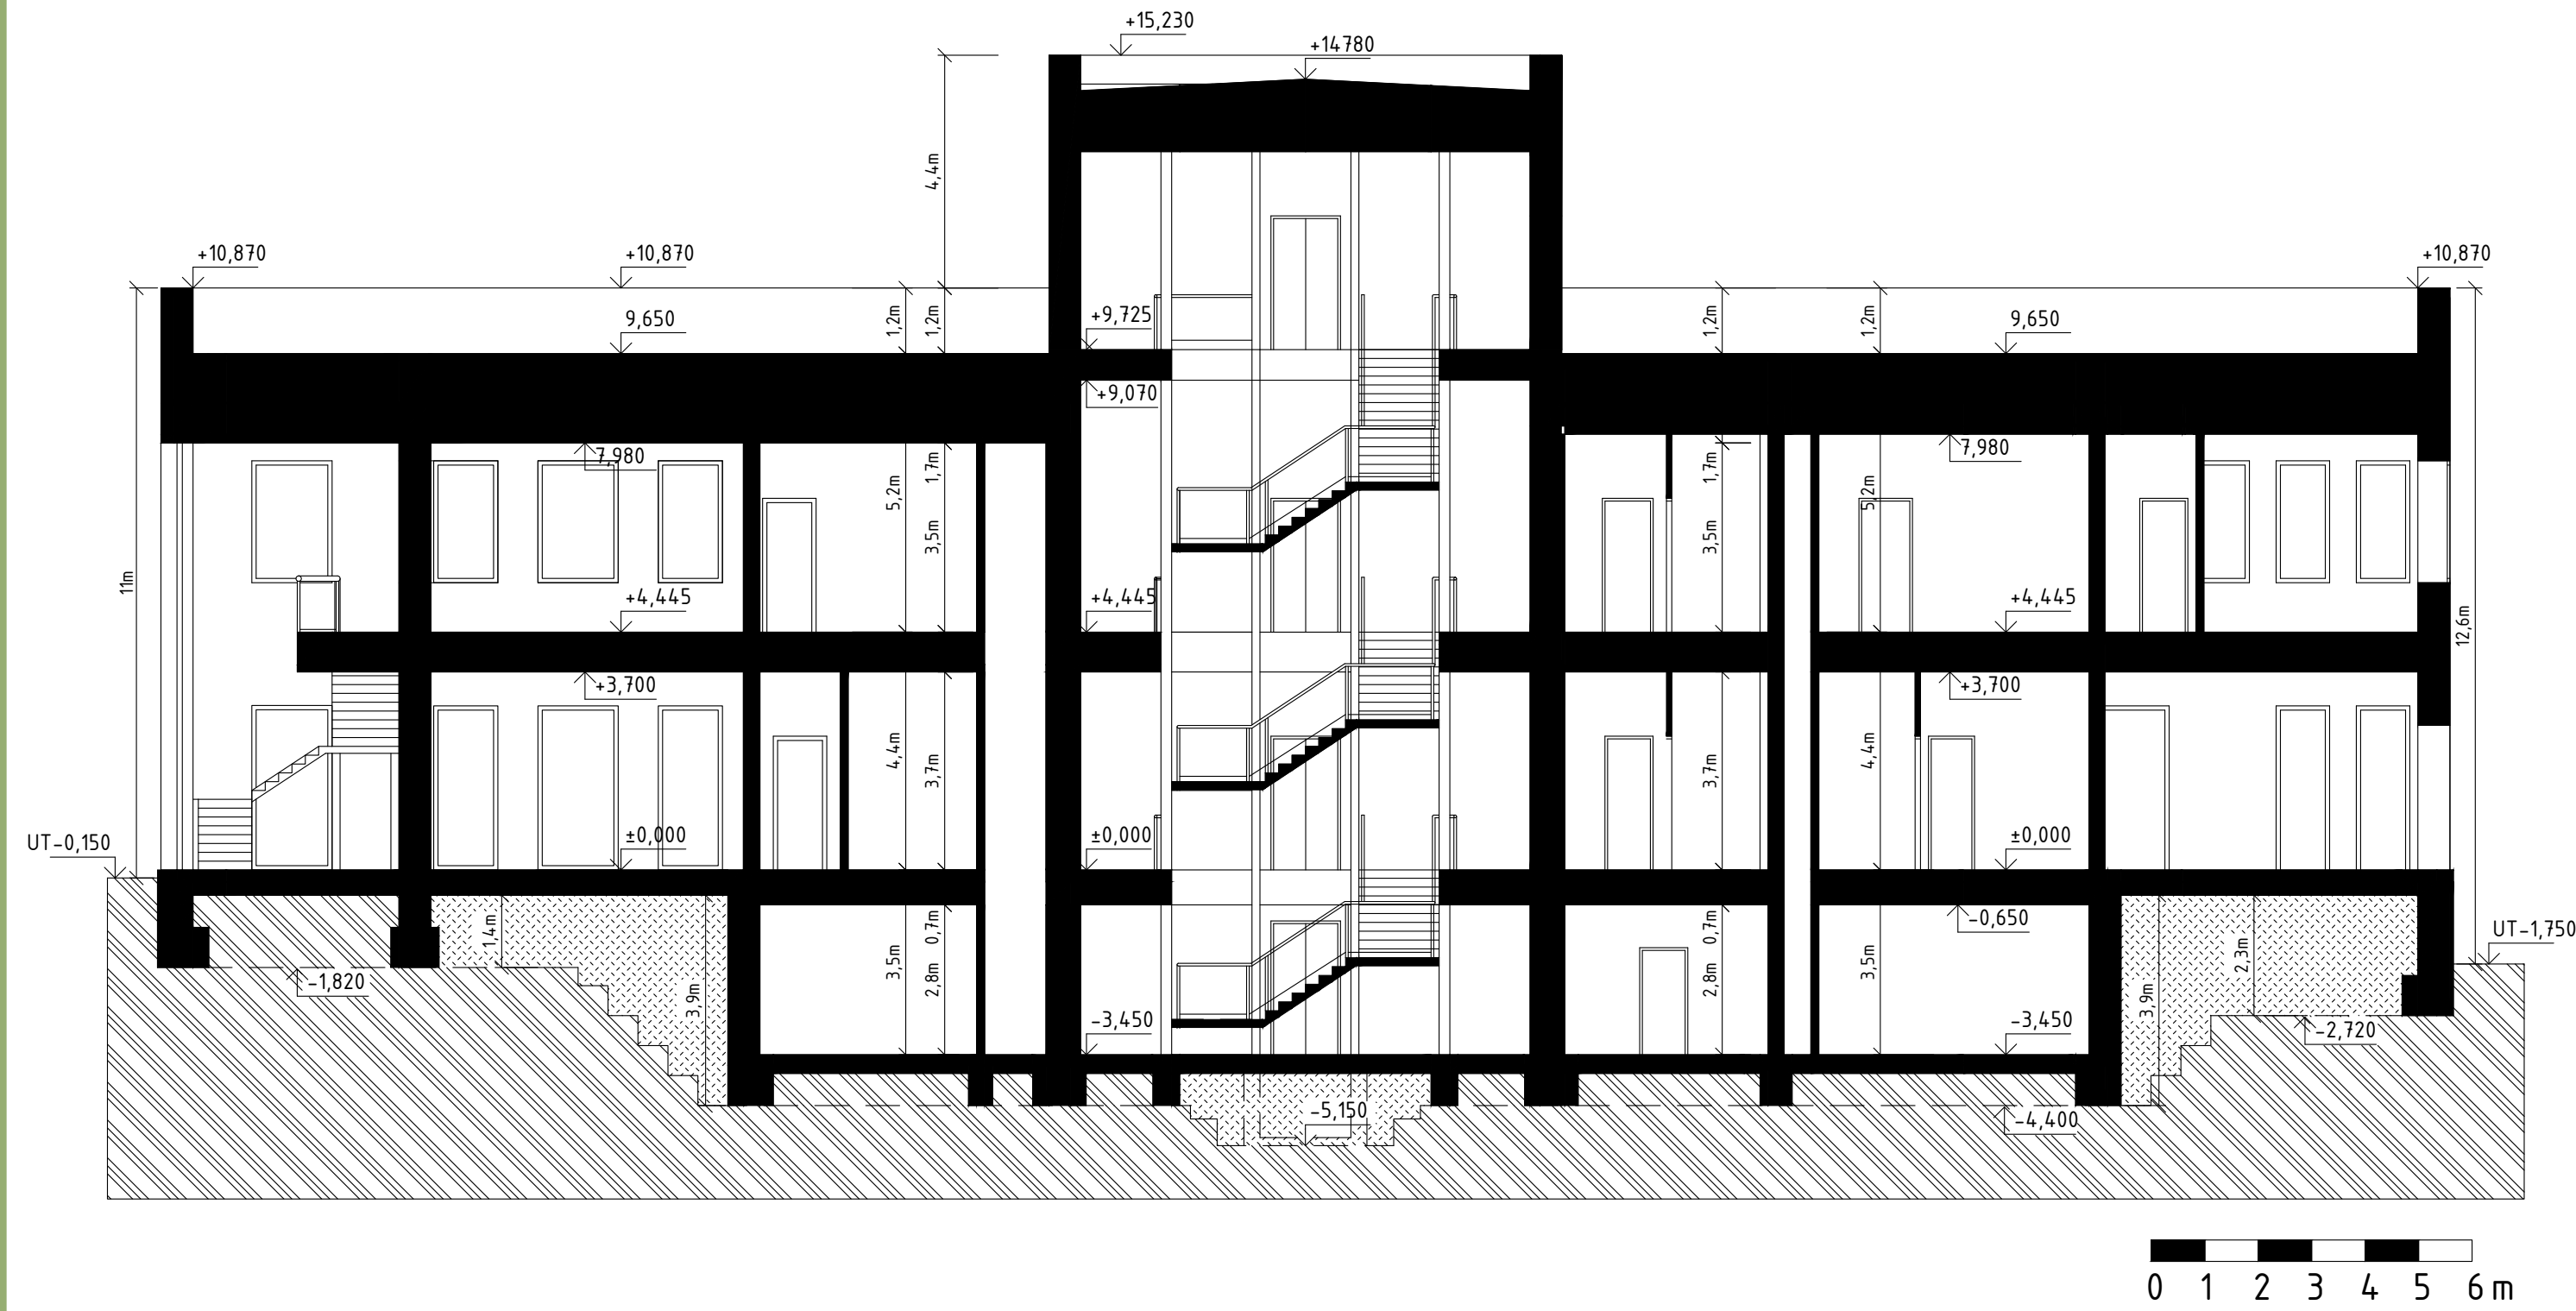 +15,230
+14780
4,4m
+10,870
+10,870
+10,870
9,650
1,2m
1,2m
+9,725
1,2m
1,2m
9,650
+9,070
7,980
5,2m
1,7m
3,5m
1,7m
3,5m
5,2m
7,980
11m
+4,445
+4,445
+4,445
12,6m
+3,700
4,4m
3,7m
3,7m
4,4m
+3,700
UT-0,150
±0,000
±0,000
±0,000
1,4m
3,9m
3,5m
0,7m
2,8m
0,7m
2,8m
3,5m
-0,650
3,9m
2,3m
UT-1,750
-1,820
-3,450
-3,450
-2,720
-5,150
-4,400
0 1 2 3 4 5 6 m